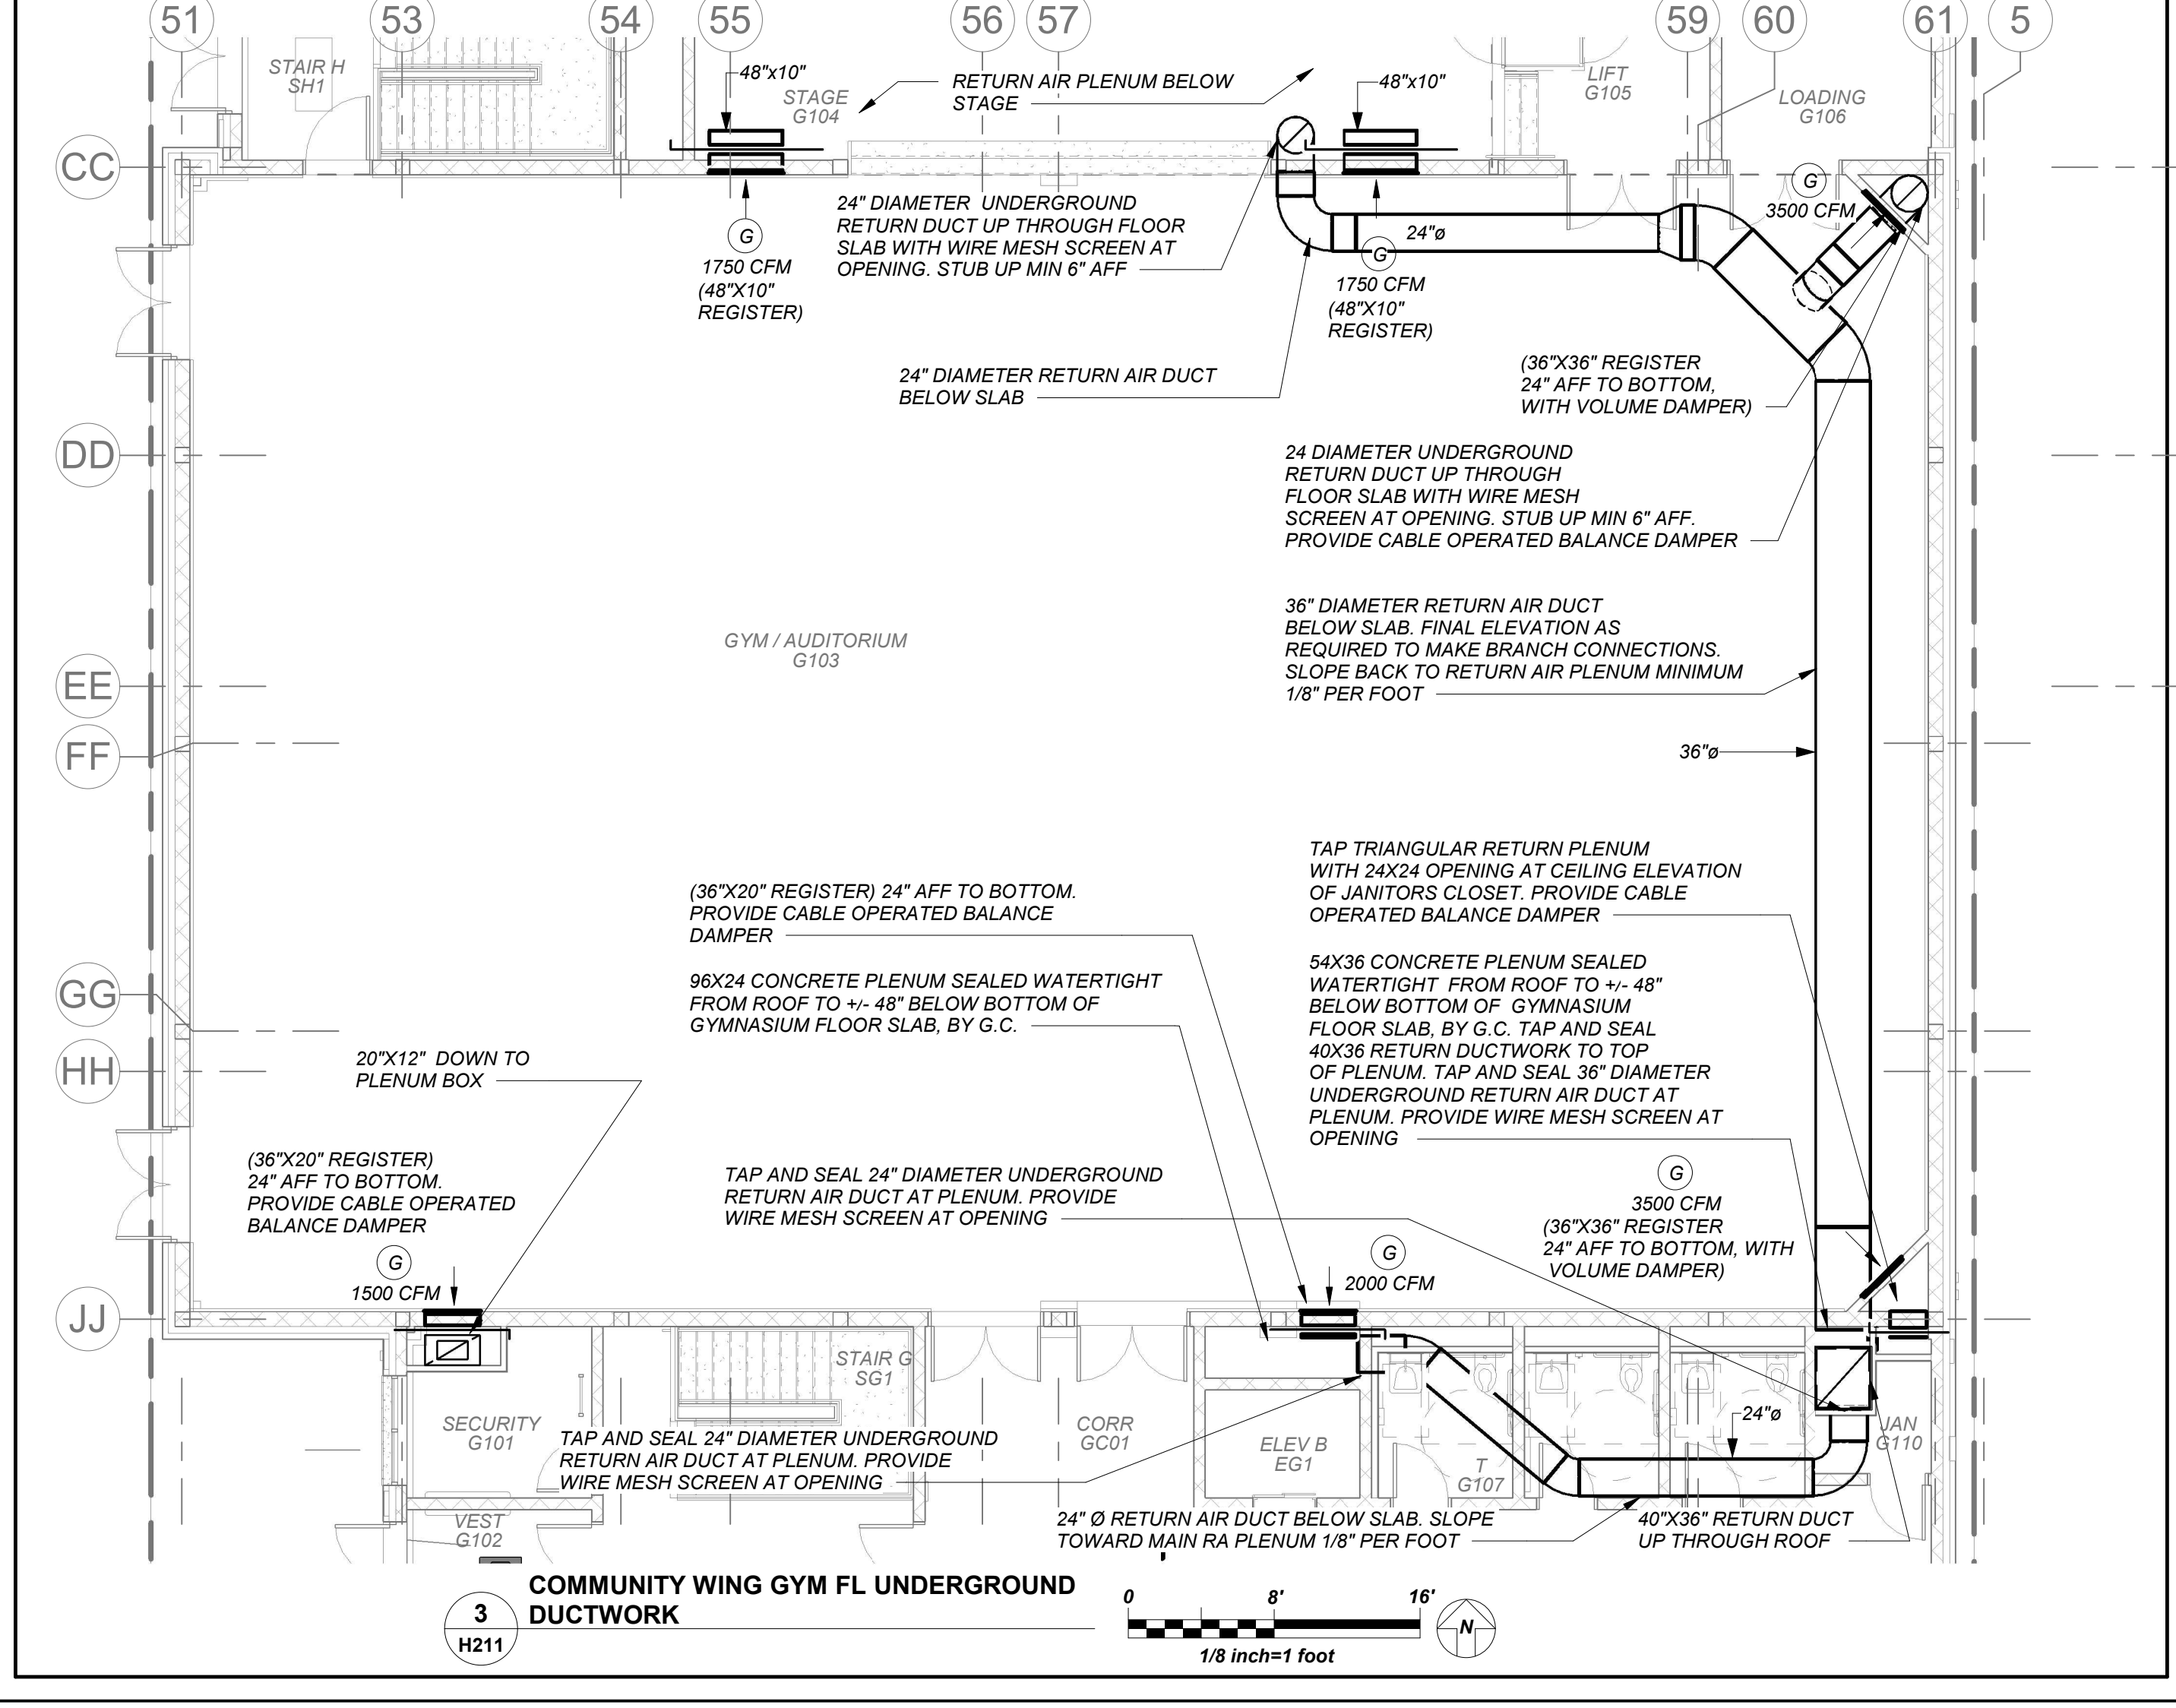 51
53
54
55
56
57
59
60
61
5
CC
DD
EE
FF
GG
HH
JJ
STAIR H
SH1
48"x10"
STAGE
G104
RETURN AIR PLENUM BELOW
STAGE
48"x10"
LIFT
G105
LOADING
G106
G
1750 CFM
(48"X10"
REGISTER)
24" DIAMETER UNDERGROUND
RETURN DUCT UP THROUGH FLOOR
SLAB WITH WIRE MESH SCREEN AT
OPENING. STUB UP MIN 6" AFF
24"ø
G
1750 CFM
(48"X10"
REGISTER)
G
3500 CFM
24" DIAMETER RETURN AIR DUCT
BELOW SLAB
(36"X36" REGISTER
24" AFF TO BOTTOM,
WITH VOLUME DAMPER)
24 DIAMETER UNDERGROUND
RETURN DUCT UP THROUGH
FLOOR SLAB WITH WIRE MESH
SCREEN AT OPENING. STUB UP MIN 6" AFF.
PROVIDE CABLE OPERATED BALANCE DAMPER
36" DIAMETER RETURN AIR DUCT
BELOW SLAB. FINAL ELEVATION AS
REQUIRED TO MAKE BRANCH CONNECTIONS.
SLOPE BACK TO RETURN AIR PLENUM MINIMUM
1/8" PER FOOT
GYM / AUDITORIUM
G103
36"ø
TAP TRIANGULAR RETURN PLENUM
WITH 24X24 OPENING AT CEILING ELEVATION
OF JANITORS CLOSET. PROVIDE CABLE
OPERATED BALANCE DAMPER
(36"X20" REGISTER) 24" AFF TO BOTTOM.
PROVIDE CABLE OPERATED BALANCE
DAMPER
96X24 CONCRETE PLENUM SEALED WATERTIGHT
FROM ROOF TO +/- 48" BELOW BOTTOM OF
GYMNASIUM FLOOR SLAB, BY G.C.
54X36 CONCRETE PLENUM SEALED
WATERTIGHT FROM ROOF TO +/- 48"
BELOW BOTTOM OF GYMNASIUM
FLOOR SLAB, BY G.C. TAP AND SEAL
40X36 RETURN DUCTWORK TO TOP
OF PLENUM. TAP AND SEAL 36" DIAMETER
UNDERGROUND RETURN AIR DUCT AT
PLENUM. PROVIDE WIRE MESH SCREEN AT
OPENING
20"X12" DOWN TO
PLENUM BOX
(36"X20" REGISTER)
24" AFF TO BOTTOM.
PROVIDE CABLE OPERATED
BALANCE DAMPER
G
1500 CFM
TAP AND SEAL 24" DIAMETER UNDERGROUND
RETURN AIR DUCT AT PLENUM. PROVIDE
WIRE MESH SCREEN AT OPENING
G
2000 CFM
G
3500 CFM
(36"X36" REGISTER
24" AFF TO BOTTOM, WITH
VOLUME DAMPER)
STAIR G
SG1
SECURITY
G101
TAP AND SEAL 24" DIAMETER UNDERGROUND
RETURN AIR DUCT AT PLENUM. PROVIDE
WIRE MESH SCREEN AT OPENING
CORR
GC01
ELEV B
EG1
T
G107
24"ø
JAN
G110
VEST
G102
24" Ø RETURN AIR DUCT BELOW SLAB. SLOPE
TOWARD MAIN RA PLENUM 1/8" PER FOOT
40"X36" RETURN DUCT
UP THROUGH ROOF
3
H211
COMMUNITY WING GYM FL UNDERGROUND
DUCTWORK
0 8' 16'
1/8 inch=1 foot
N